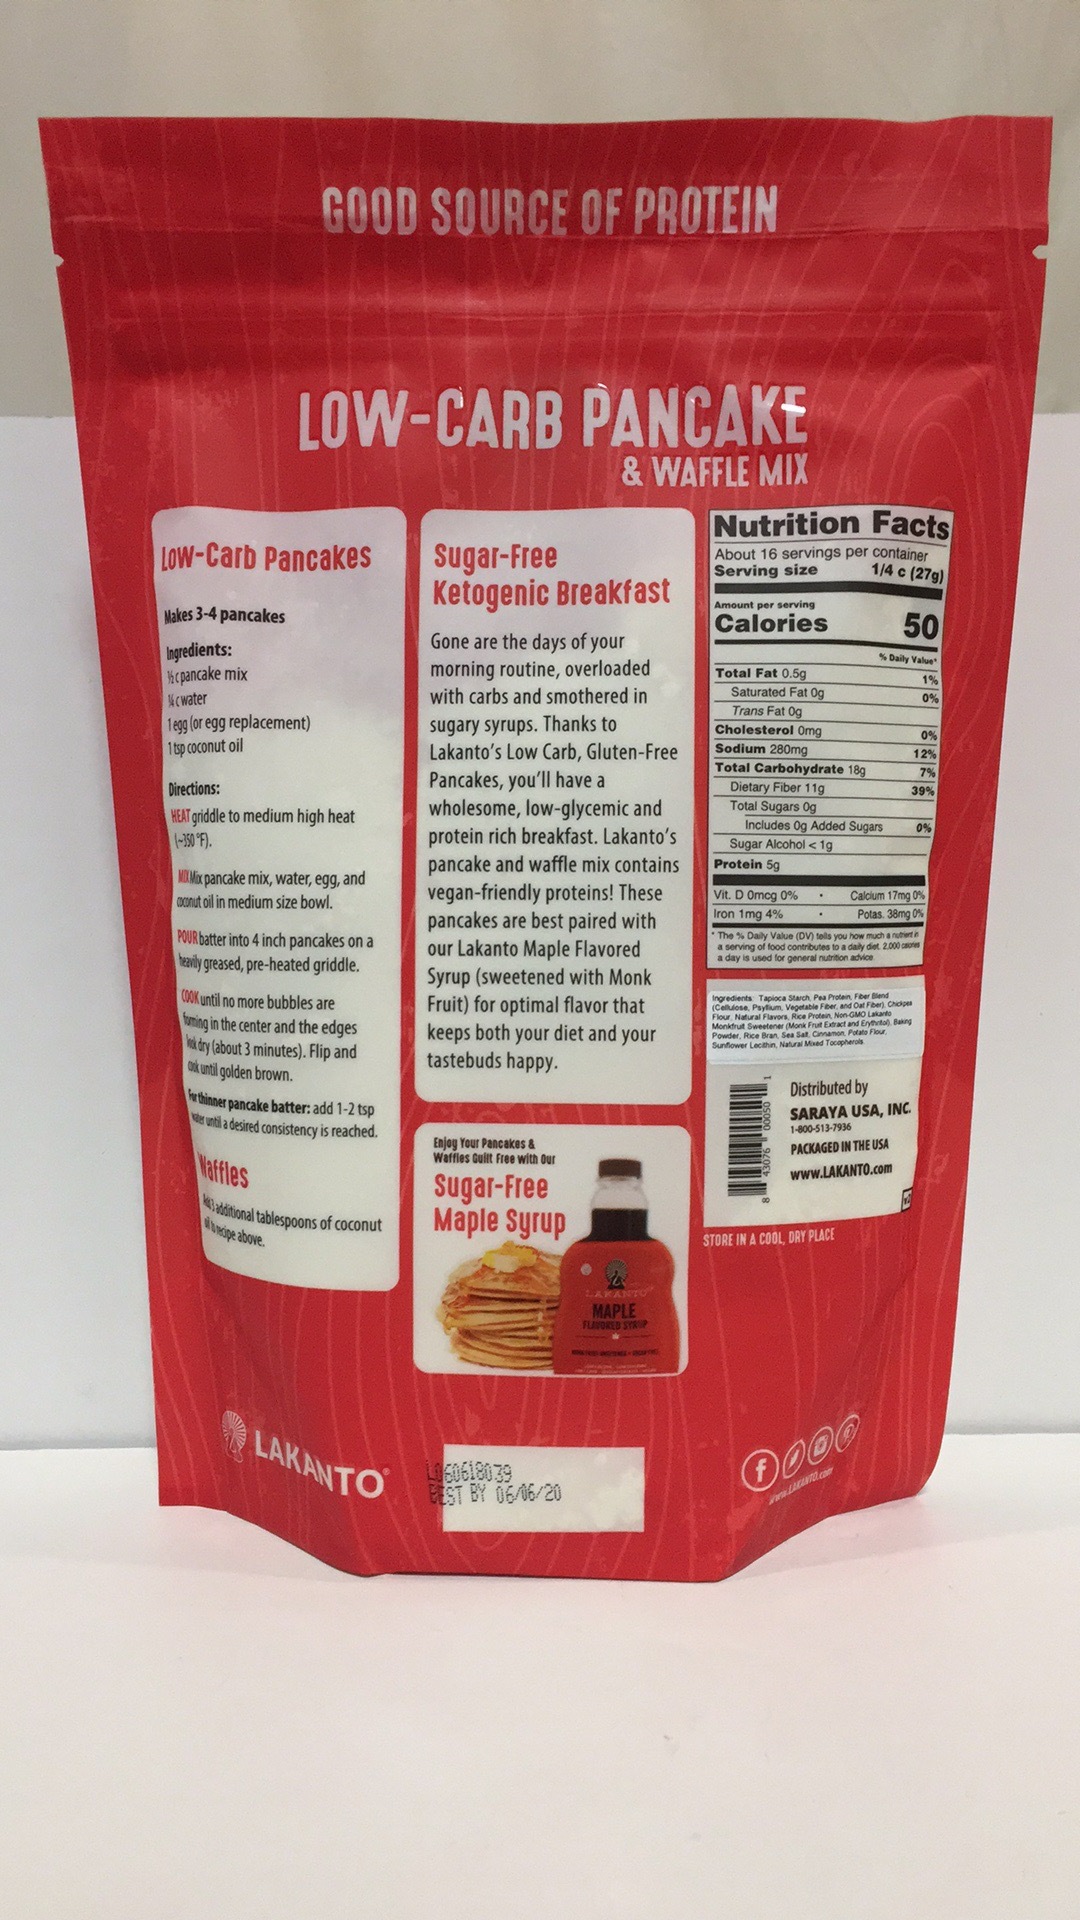 GOOD SOURCE OF PROTEIN
LOW-CARB PANCAKE
& WAFFLE MIX
Low-Carb Pancakes
Makes 3-4 pancakes
Ingredients:
½ c pancake mix
¼ c water
1 egg (or egg replacement)
1 tsp coconut oil
Directions:
HEAT griddle to medium high heat
(~350 °F).
MIX Mix pancake mix, water, egg, and
coconut oil in medium size bowl.
POUR batter into 4 inch pancakes on a
heavily greased, pre-heated griddle.
COOK until no more bubbles are
forming in the center and the edges
look dry (about 3 minutes). Flip and
cook until golden brown.
For thinner pancake batter: add 1-2 tsp
water until a desired consistency is reached.
Waffles
Add 3 additional tablespoons of coconut
oil to recipe above.
Sugar-Free
Ketogenic Breakfast
Gone are the days of your
morning routine, overloaded
with carbs and smothered in
sugary syrups. Thanks to
Lakanto's Low Carb, Gluten-Free
Pancakes, you'll have a
wholesome, low-glycemic and
protein rich breakfast. Lakanto's
pancake and waffle mix contains
vegan-friendly proteins! These
pancakes are best paired with
our Lakanto Maple Flavored
Syrup (sweetened with Monk
Fruit) for optimal flavor that
keeps both your diet and your
tastebuds happy.
Enjoy Your Pancakes &
Waffles Guilt Free with Our
Sugar-Free
Maple Syrup
LAKANTO
MAPLE
FLAVORED SYRUP
Nutrition Facts
About 16 servings per container
Serving size 1/4 c (27g)
Amount per serving
Calories 50
% Daily Value*
Total Fat 0.5g 1%
Saturated Fat 0g 0%
Trans Fat 0g
Cholesterol 0mg 0%
Sodium 280mg 12%
Total Carbohydrate 18g 7%
Dietary Fiber 11g 39%
Total Sugars 0g
Includes 0g Added Sugars 0%
Sugar Alcohol < 1g
Protein 5g
Vit. D 0mcg 0% • Calcium 17mg 0%
Iron 1mg 4% • Potas. 38mg 0%
* The % Daily Value (DV) tells you how much a nutrient in
a serving of food contributes to a daily diet. 2,000 calories
a day is used for general nutrition advice.
Ingredients: Tapioca Starch, Pea Protein, Fiber Blend
(Cellulose, Psyllium, Vegetable Fiber, and Oat Fiber), Chickpea
Flour, Natural Flavors, Rice Protein, Non-GMO Lakanto
Monkfruit Sweetener (Monk Fruit Extract and Erythritol), Baking
Powder, Rice Bran, Sea Salt, Cinnamon, Potato Flour,
Sunflower Lecithin, Natural Mixed Tocopherols
8 43076 00050 1
Distributed by
SARAYA USA, INC.
1-800-513-7936
PACKAGED IN THE USA
www.LAKANTO.com
v2
STORE IN A COOL, DRY PLACE
LAKANTO®
L060618039
BEST BY 06/06/20
www.LAKANTO.com